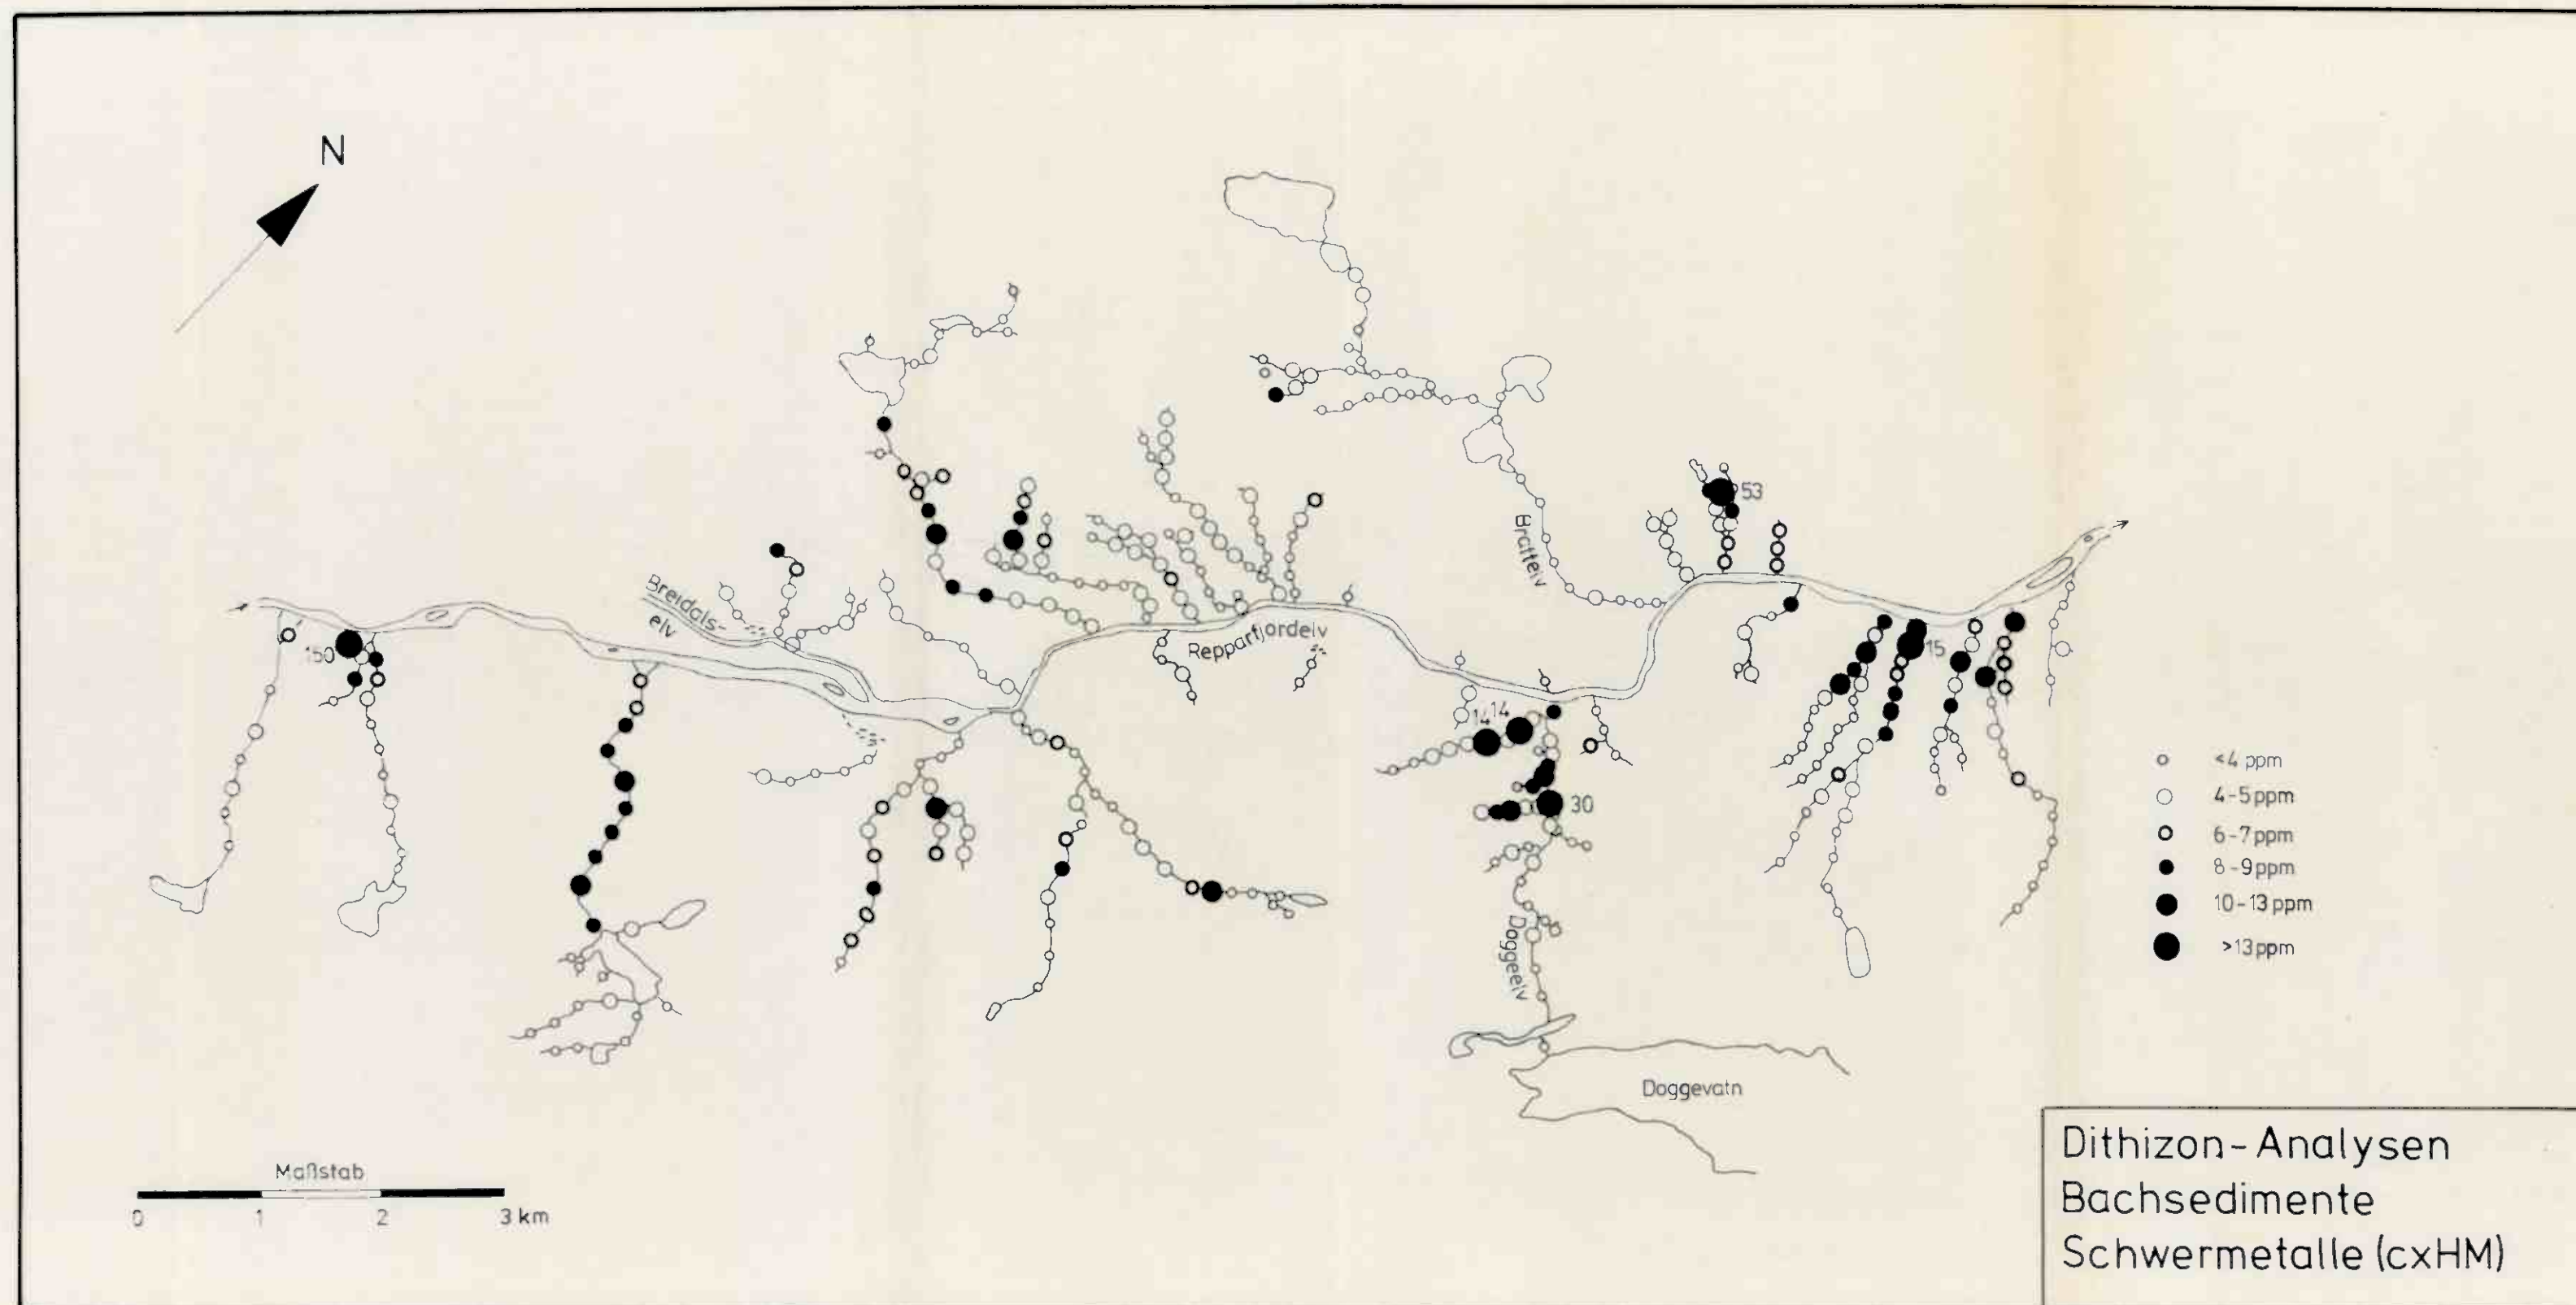 N
53
Breidals-
elv
Repparfjordelv
Brattelv
150
15
14
14
30
Doggeelv
Doggevatn
<4 ppm
4-5 ppm
6-7 ppm
8-9 ppm
10-13 ppm
>13 ppm
Maßstab
0 1 2 3 km
Dithizon-Analysen
Bachsedimente
Schwermetalle (cxHM)